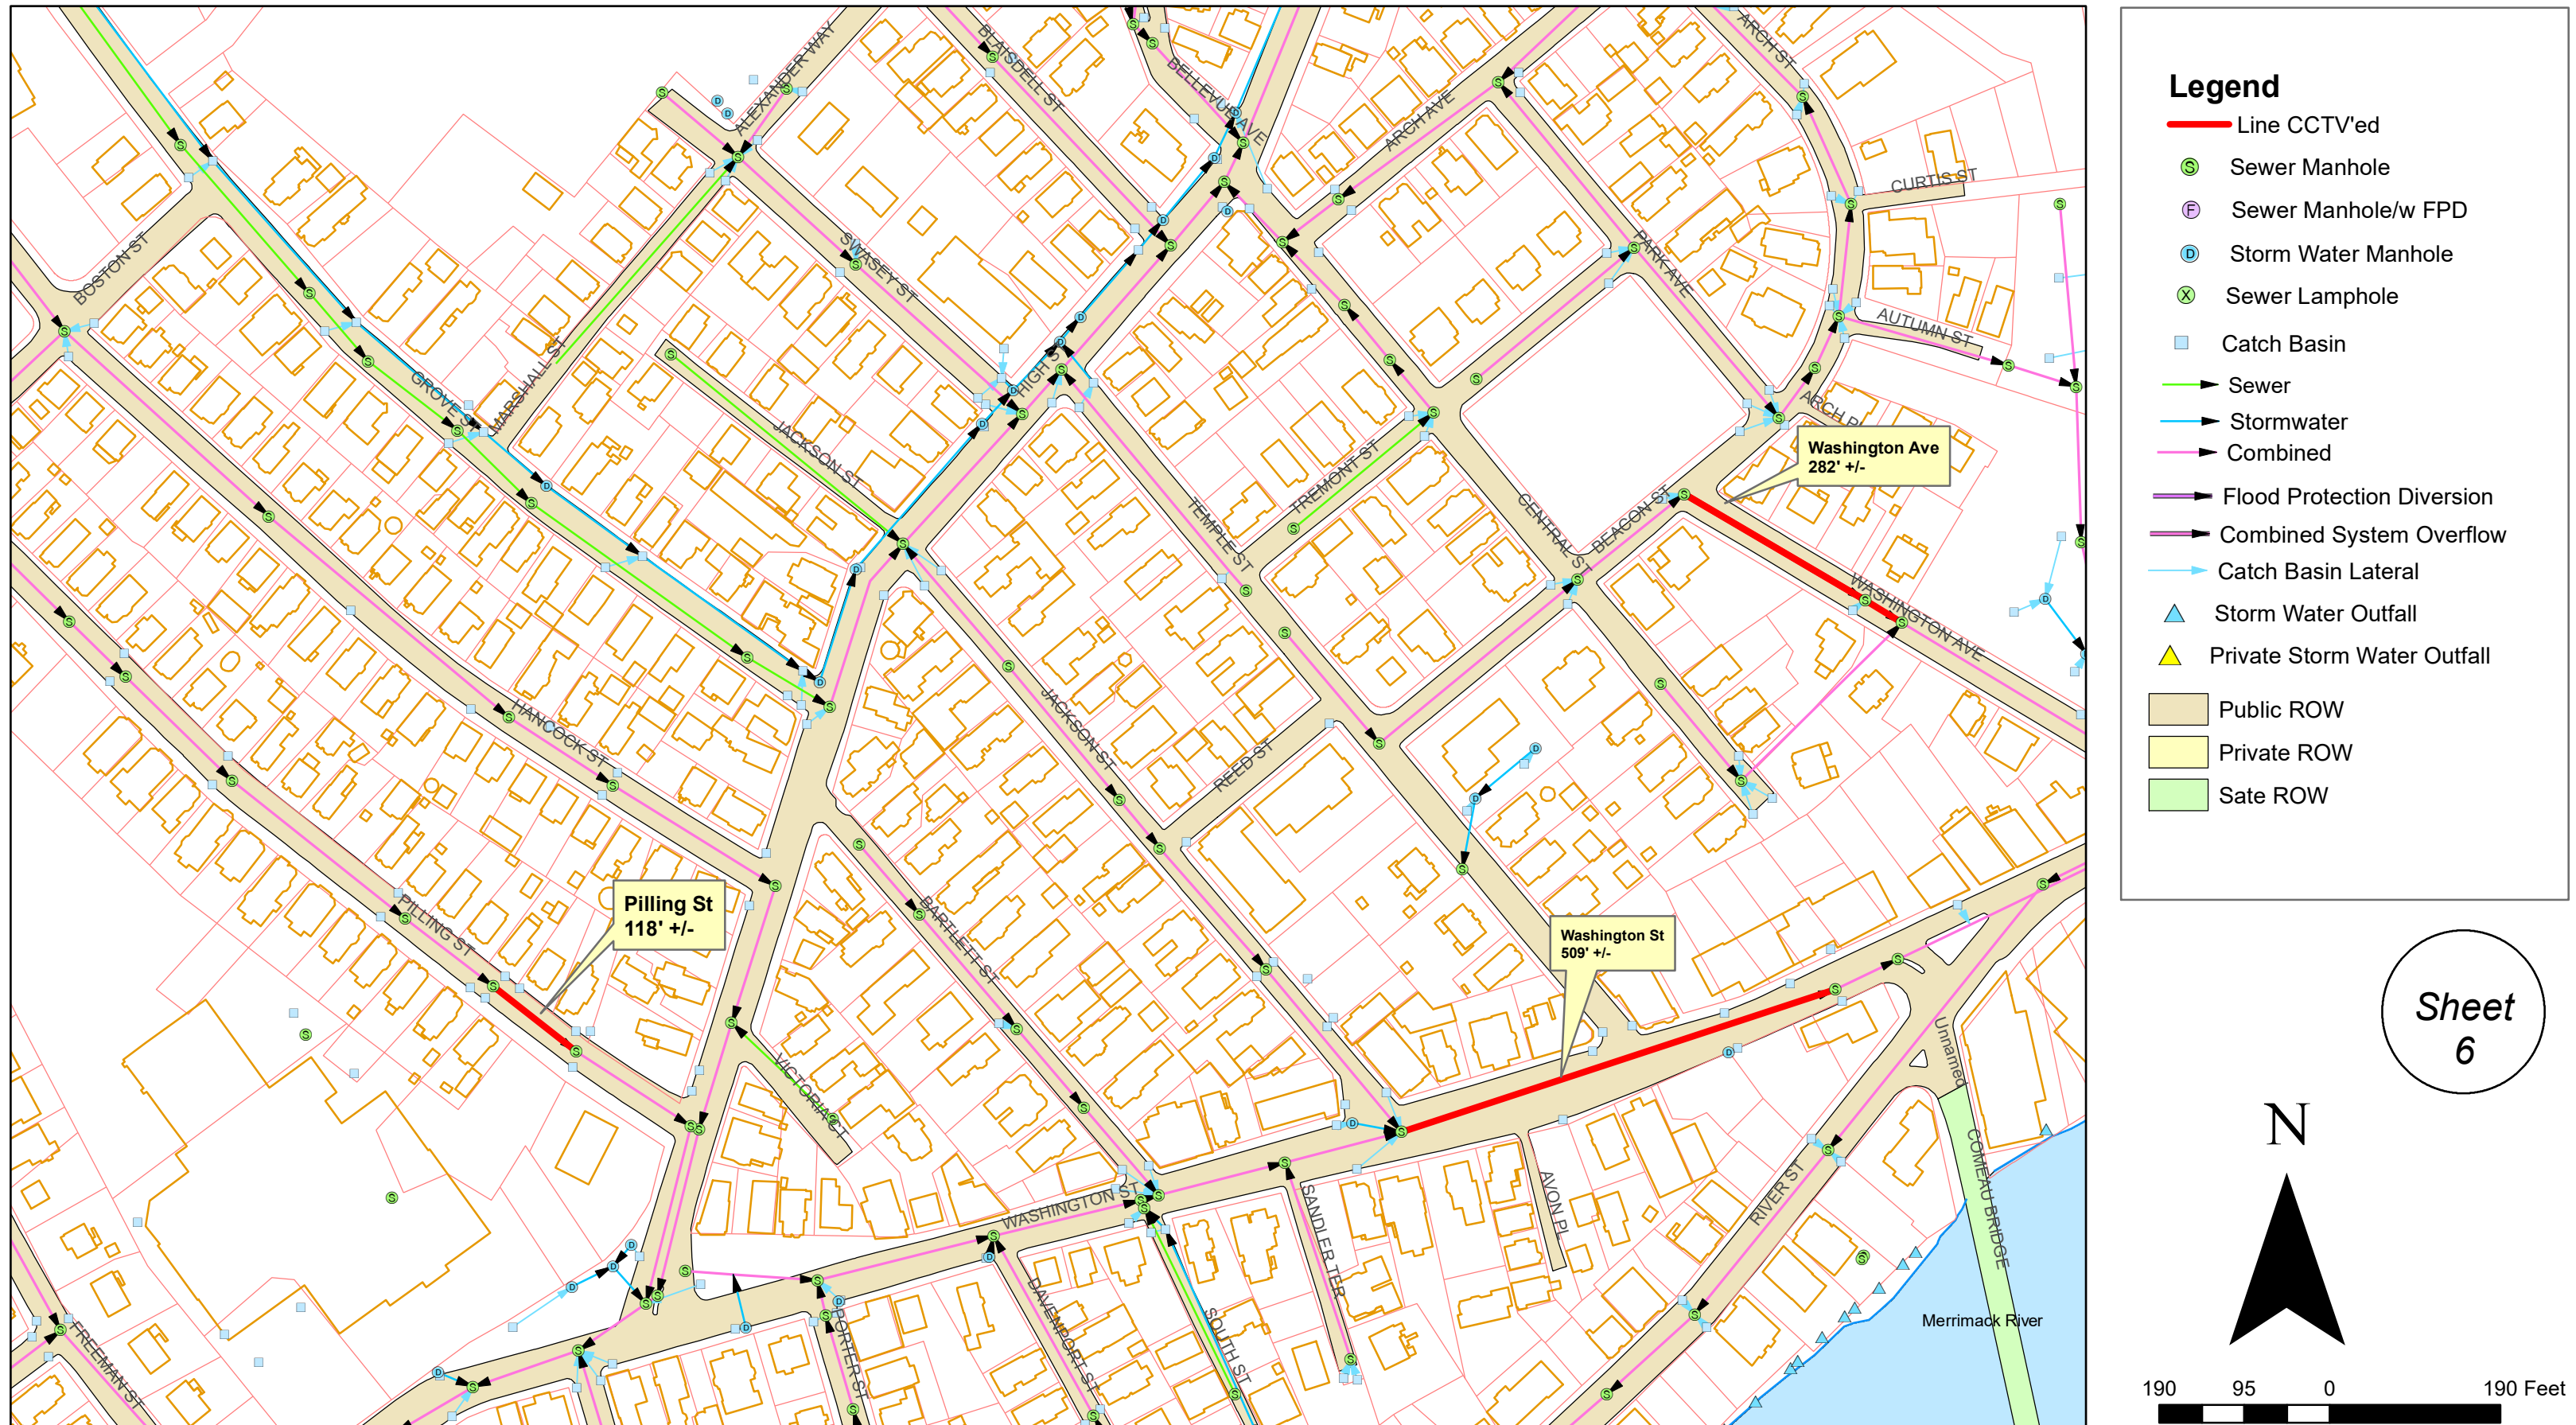 ALEXANDER WAY
BLAISDELL ST
BELLEVUE AVE
ARCH AVE
ARCH ST
CURTIS ST
BOSTON ST
SWASEY ST
PARK AVE
AUTUMN ST
GROVE ST
MARSHALL ST
HIGH S
JACKSON ST
ARCH P
Washington Ave
282' +/-
TREMONT ST
TEMPLE ST
CENTRAL ST
BEACON ST
WASHINGTON AVE
HANCOCK ST
JACKSON ST
REED ST
Pilling St
118' +/-
PILLING ST
BARTLETT ST
Washington St
509' +/-
VICTORIA CT
Unnamed
COMEAU BRIDGE
WASHINGTON ST
SANDLER TER
AVON PL
RIVER ST
FREEMAN ST
PORTER ST
DAVENPORT ST
SOUTH ST
Merrimack River
Legend
Line CCTV'ed
S Sewer Manhole
F Sewer Manhole/w FPD
D Storm Water Manhole
X Sewer Lamphole
Catch Basin
Sewer
Stormwater
Combined
Flood Protection Diversion
Combined System Overflow
Catch Basin Lateral
Storm Water Outfall
Private Storm Water Outfall
Public ROW
Private ROW
Sate ROW
Sheet
6
N
190 95 0 190 Feet